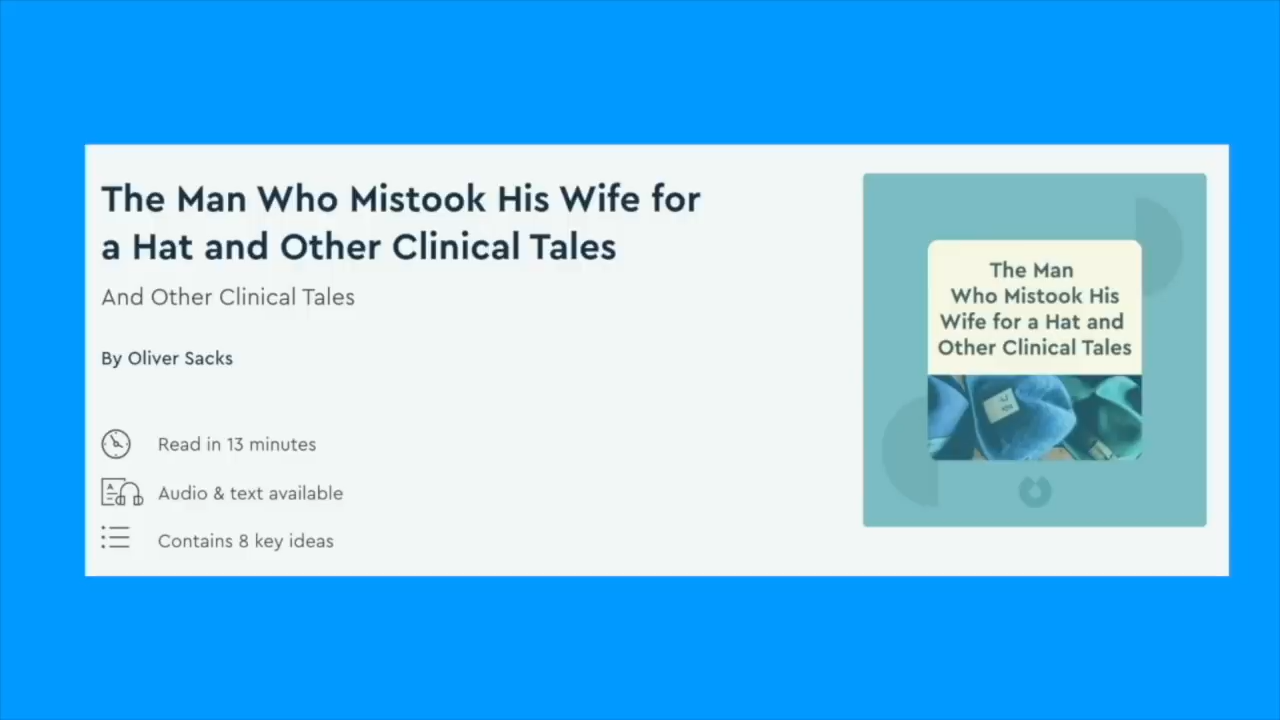 The Man Who Mistook His Wife for
a Hat and Other Clinical Tales
And Other Clinical Tales
By Oliver Sacks
Read in 13 minutes
Audio & text available
Contains 8 key ideas
The Man
Who Mistook His
Wife for a Hat and
Other Clinical Tales